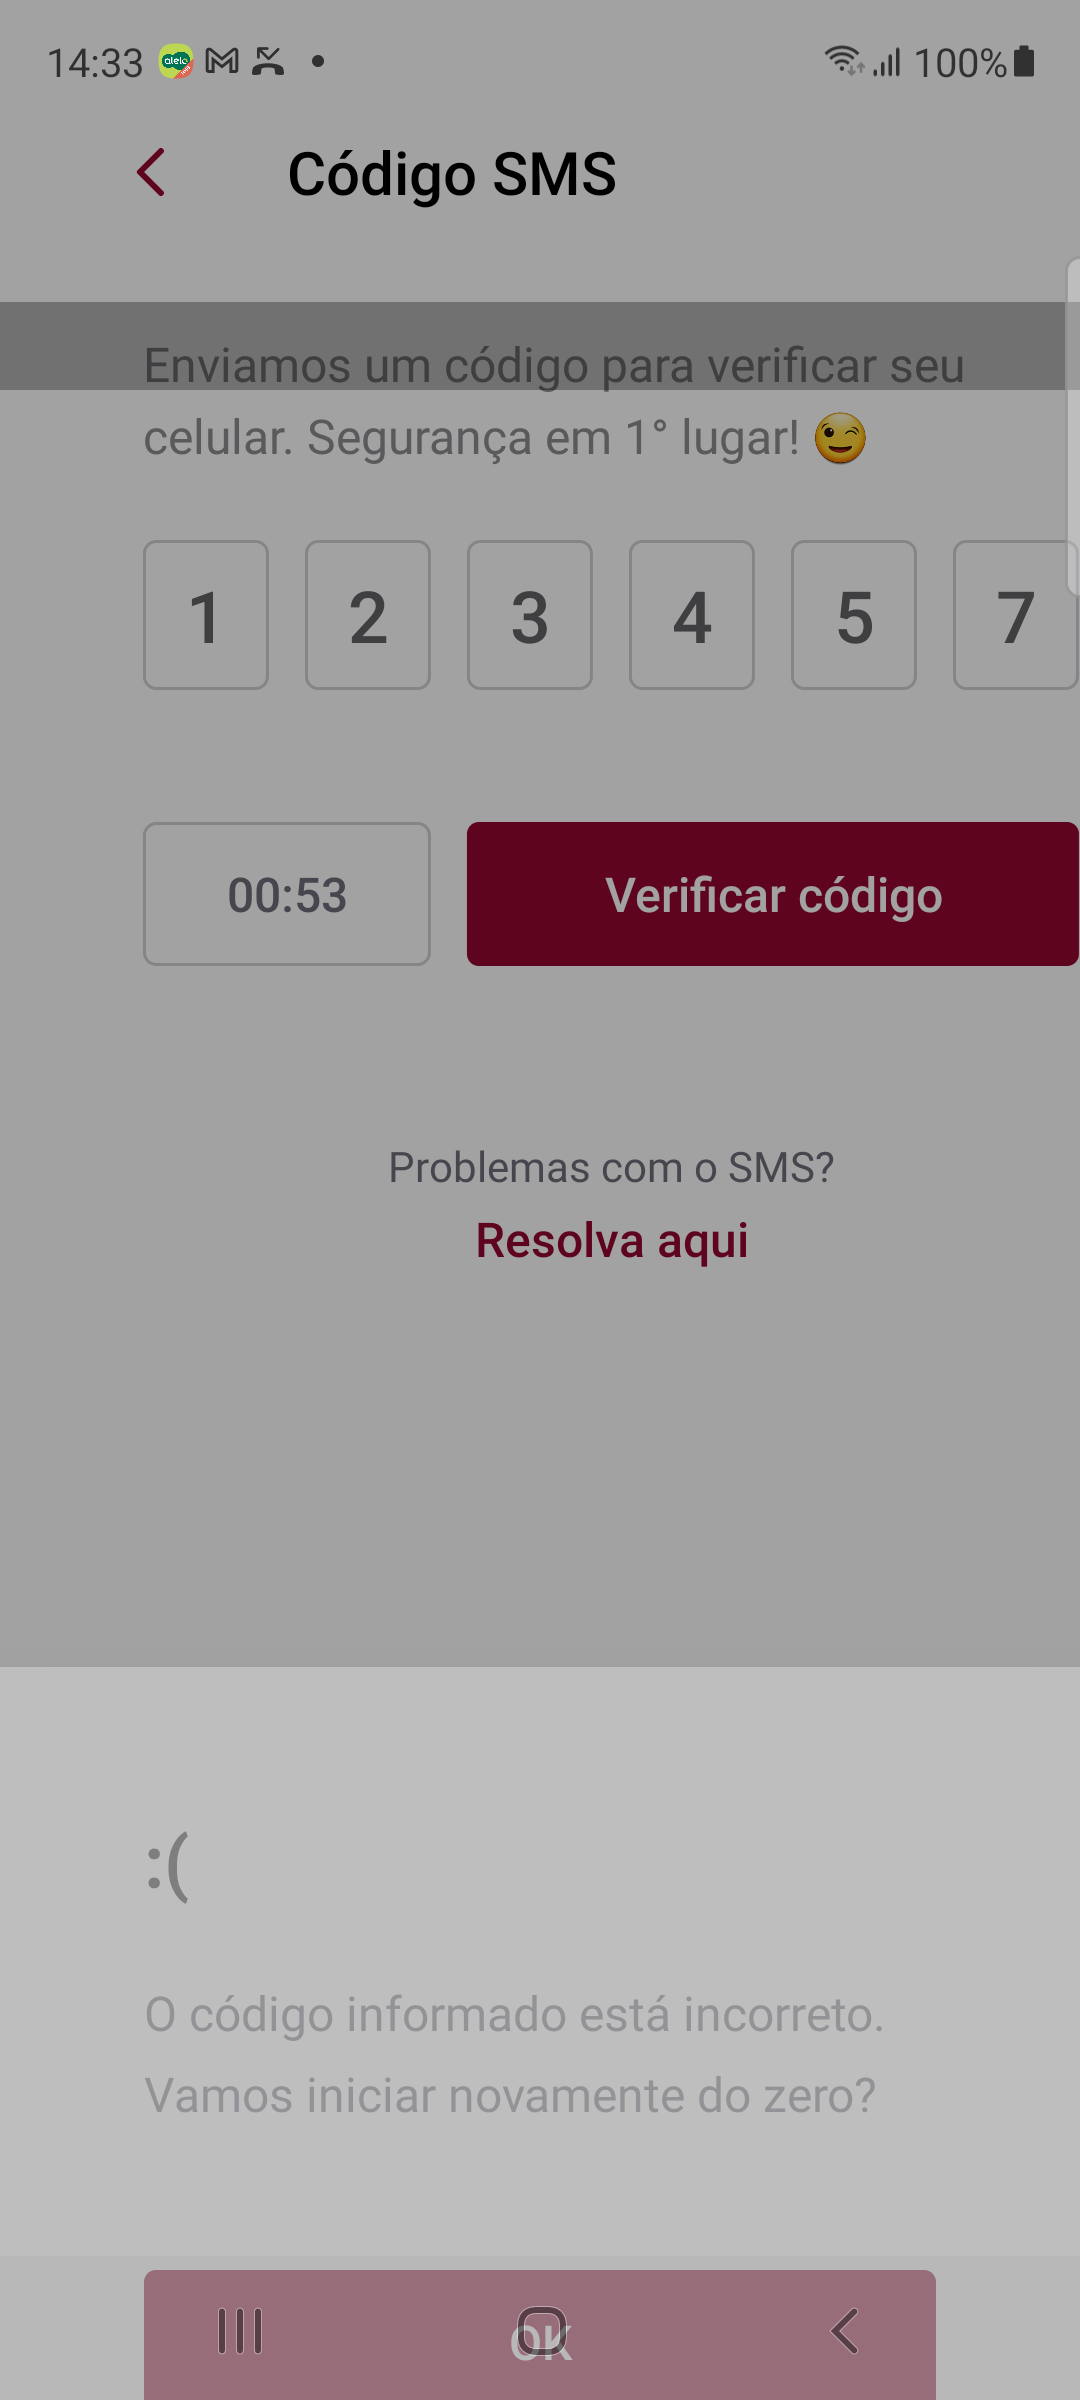 14:33
100%
Código SMS
Enviamos um código para verificar seu
celular. Segurança em 1° lugar! 😉
1 2 3 4 5 7
00:53
Verificar código
Problemas com o SMS?
Resolva aqui
:(
O código informado está incorreto.
Vamos iniciar novamente do zero?
OK